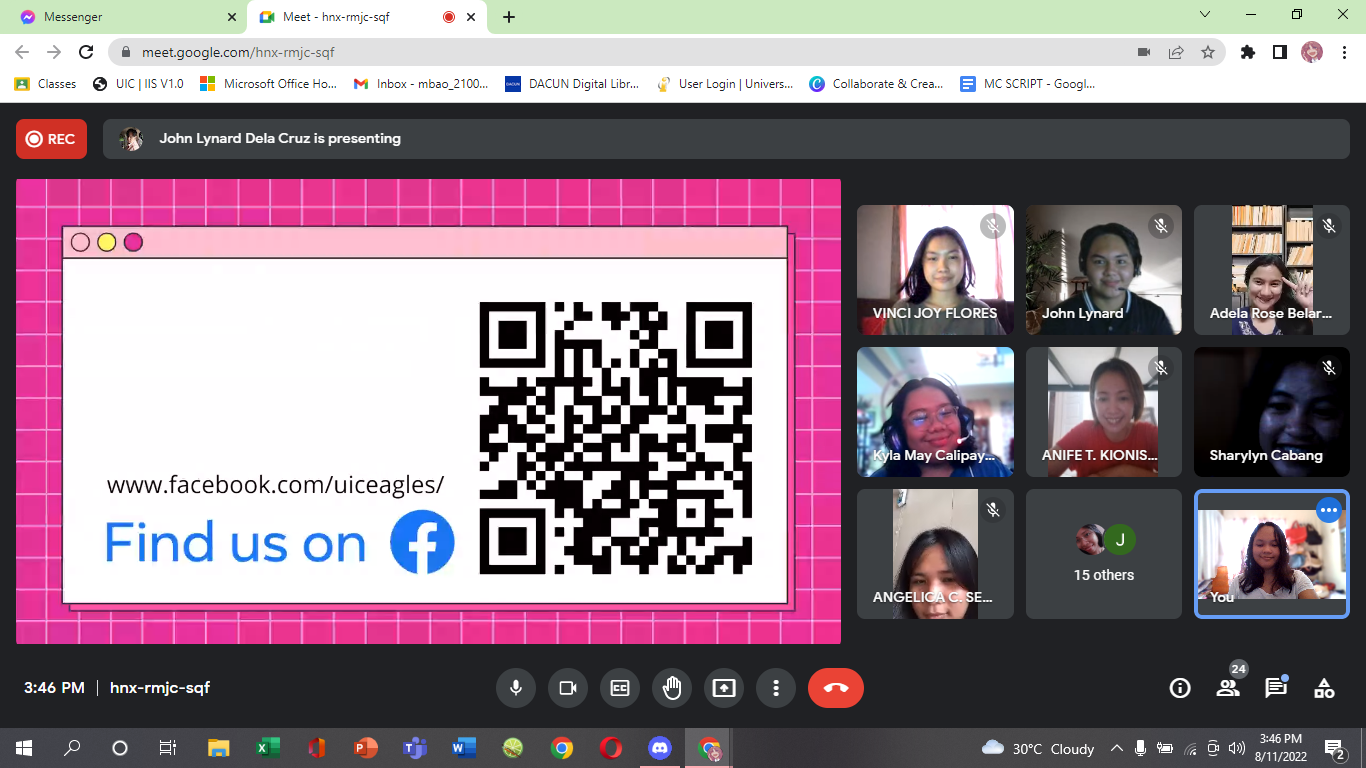 Messenger
Meet - hnx-rmjc-sqf
meet.google.com/hnx-rmjc-sqf
Classes
UIC | IIS V1.0
Microsoft Office Ho...
Inbox - mbao_2100...
DACUN Digital Libr...
User Login | Univers...
Collaborate & Crea...
MC SCRIPT - Googl...
REC
John Lynard Dela Cruz is presenting
www.facebook.com/uiceagles/
Find us on
VINCI JOY FLORES
John Lynard
Adela Rose Belar...
Kyla May Calipay...
ANIFE T. KIONIS...
Sharylyn Cabang
ANGELICA C. SE...
J
15 others
You
3:46 PM | hnx-rmjc-sqf
24
30°C Cloudy
3:46 PM
8/11/2022
2